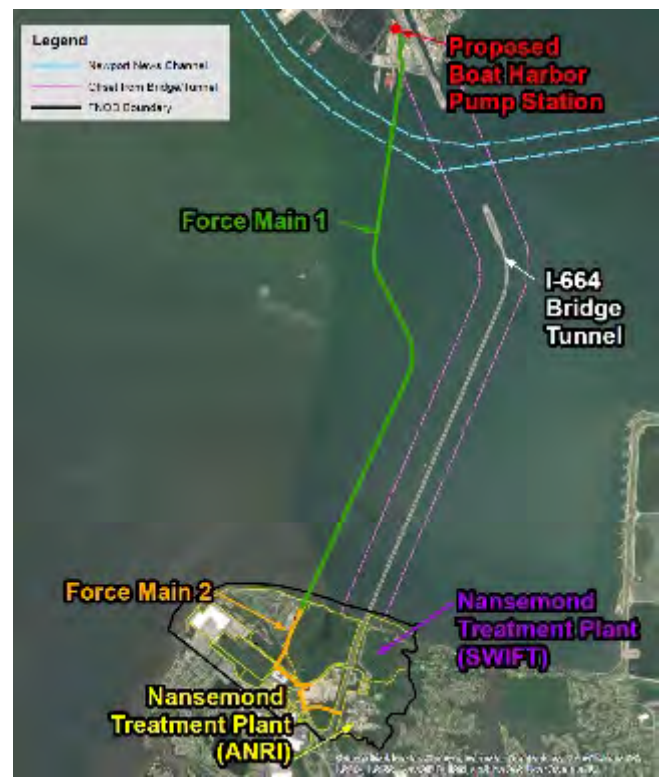 Legend
Newport News Channel
Offset from Bridge/Tunnel
Boundary
Proposed
Boat Harbor
Pump Station
Force Main 1
I-664
Bridge
Tunnel
Force Main 2
Nansemond
Treatment Plant
(SWIFT)
Nansemond
Treatment Plant
(ANRI)